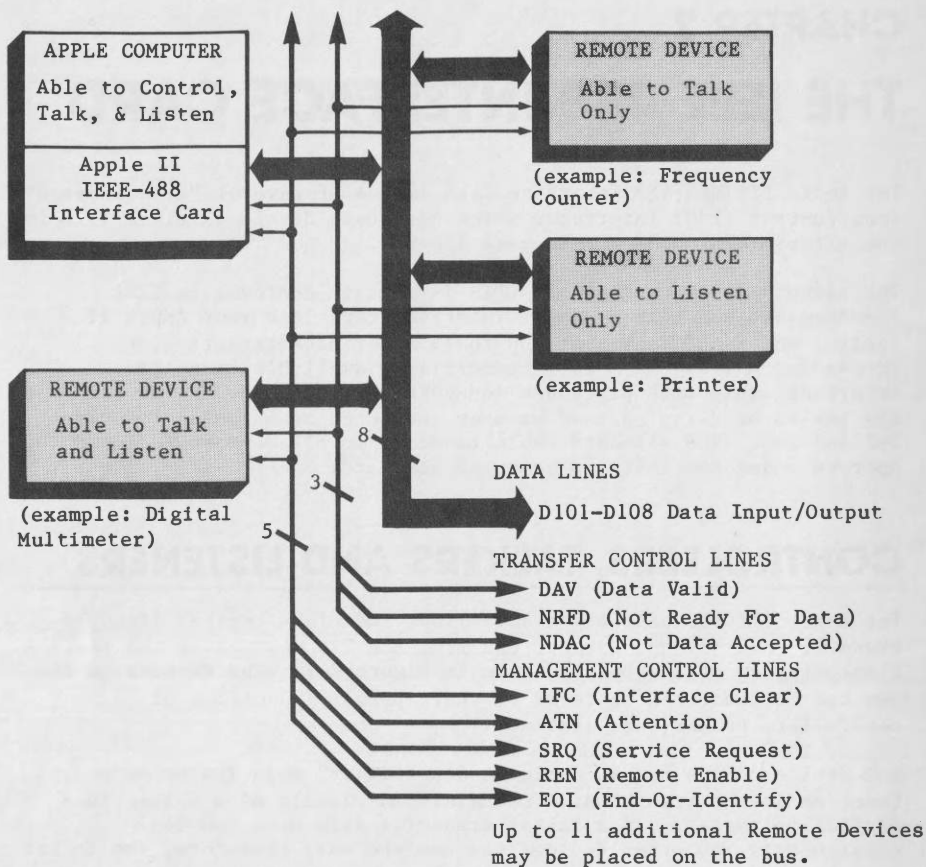 APPLE COMPUTER
Able to Control,
Talk, & Listen
Apple II
IEEE-488
Interface Card
REMOTE DEVICE
Able to Talk
Only
(example: Frequency
Counter)
REMOTE DEVICE
Able to Listen
Only
(example: Printer)
REMOTE DEVICE
Able to Talk
and Listen
(example: Digital
Multimeter)
8
3
5
DATA LINES
D101-D108 Data Input/Output
TRANSFER CONTROL LINES
DAV (Data Valid)
NRFD (Not Ready For Data)
NDAC (Not Data Accepted)
MANAGEMENT CONTROL LINES
IFC (Interface Clear)
ATN (Attention)
SRQ (Service Request)
REN (Remote Enable)
EOI (End-Or-Identify)
Up to 11 additional Remote Devices
may be placed on the bus.